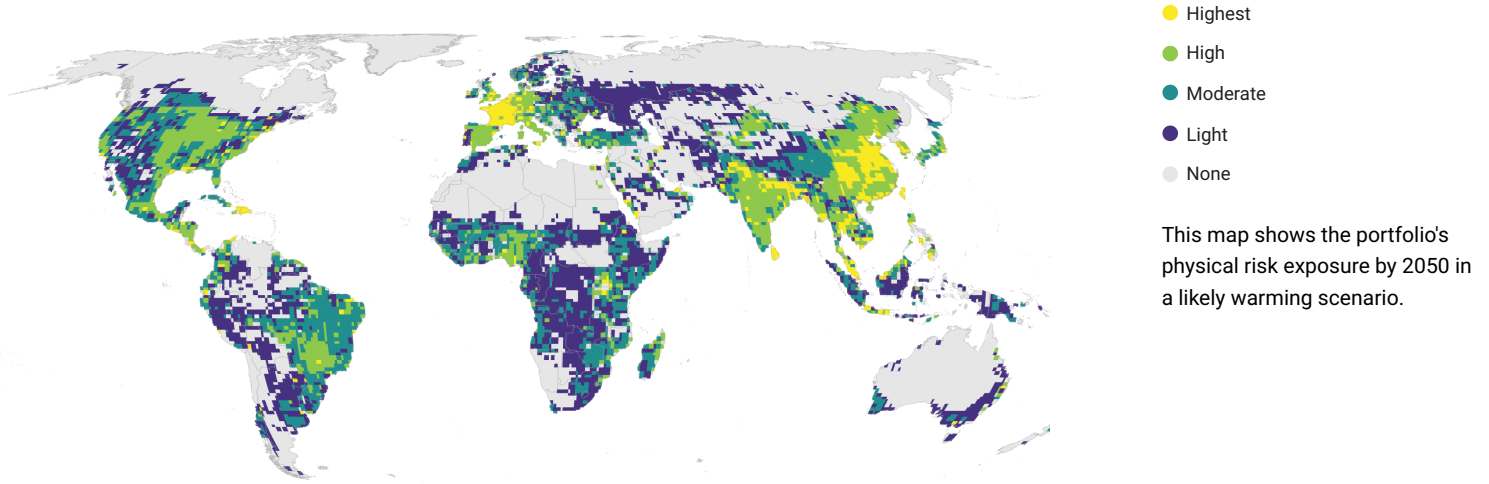 Highest
High
Moderate
Light
None
This map shows the portfolio's
physical risk exposure by 2050 in
a likely warming scenario.